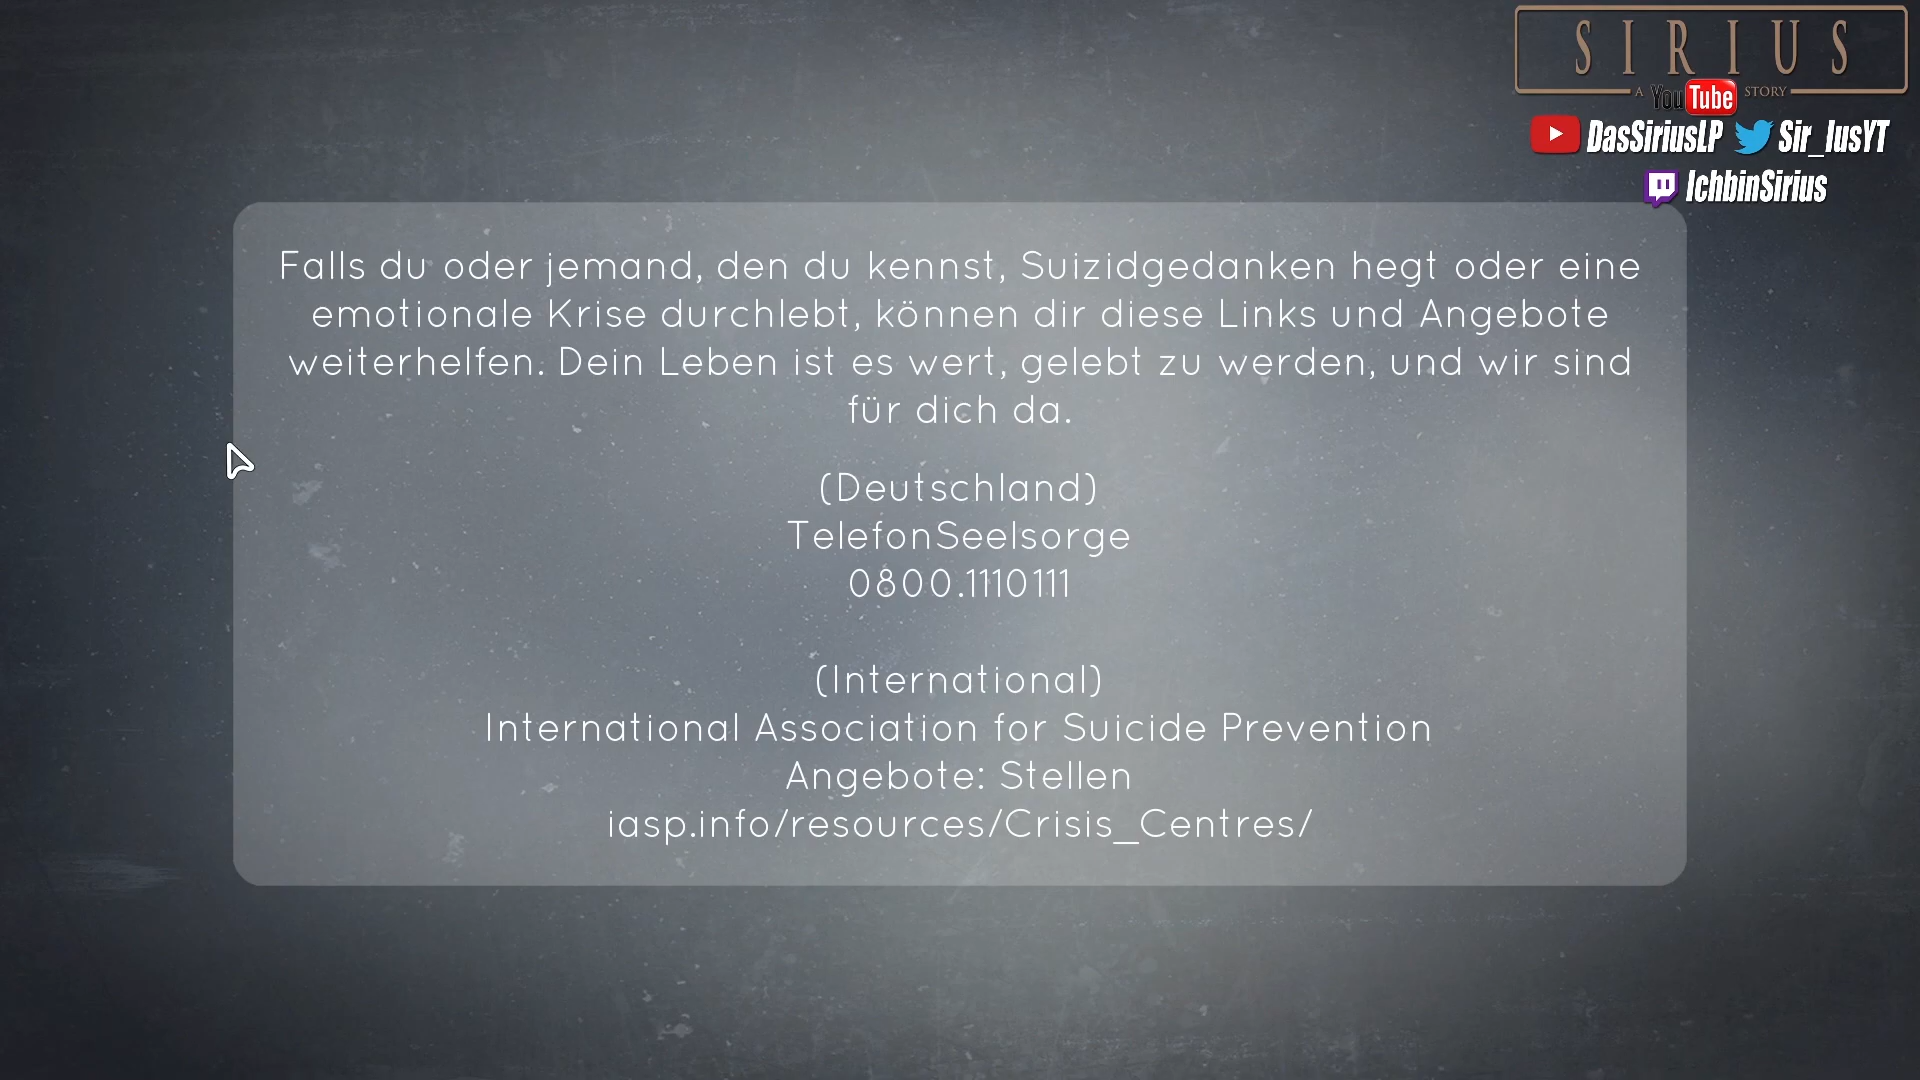 SIRIUS
A YouTube STORY
DasSiriusLP Sir_IusYT
IchbinSirius
Falls du oder jemand, den du kennst, Suizidgedanken hegt oder eine
emotionale Krise durchlebt, können dir diese Links und Angebote
weiterhelfen. Dein Leben ist es wert, gelebt zu werden, und wir sind
für dich da.
(Deutschland)
TelefonSeelsorge
0800.1110111
(International)
International Association for Suicide Prevention
Angebote: Stellen
iasp.info/resources/Crisis_Centres/